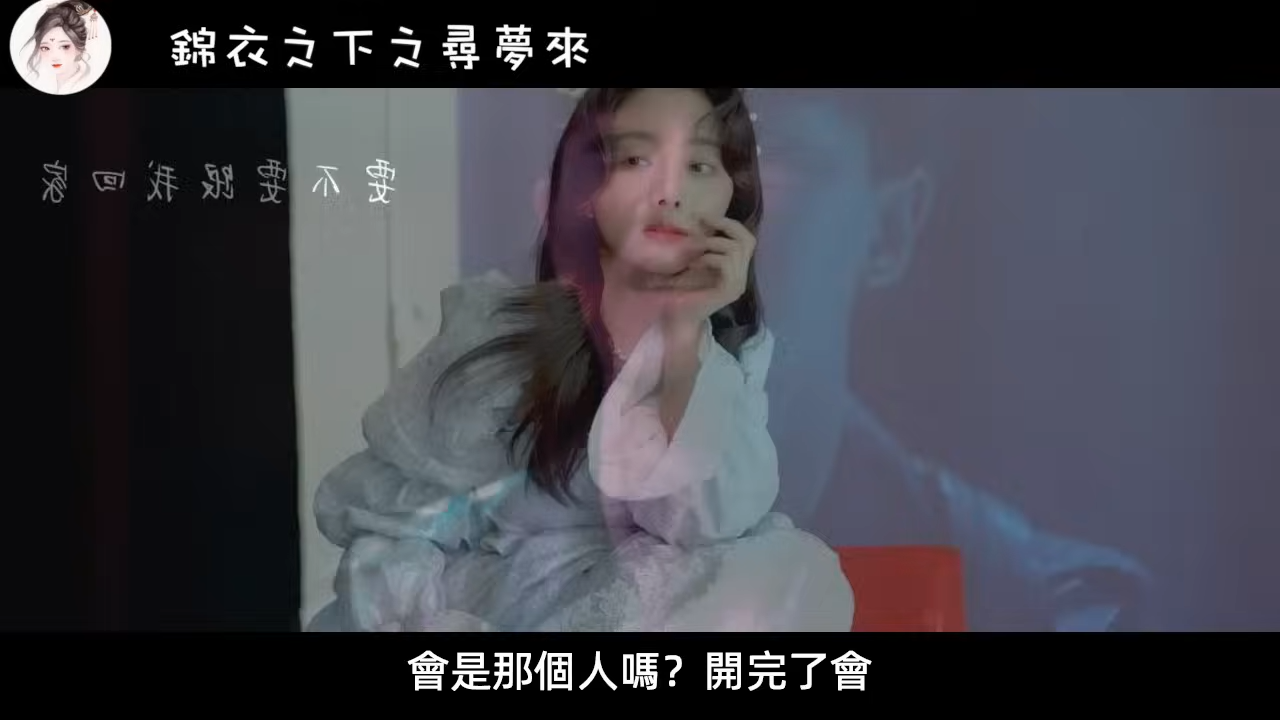 錦衣之下之尋夢來
要不要跟我回家
會是那個人嗎？開完了會